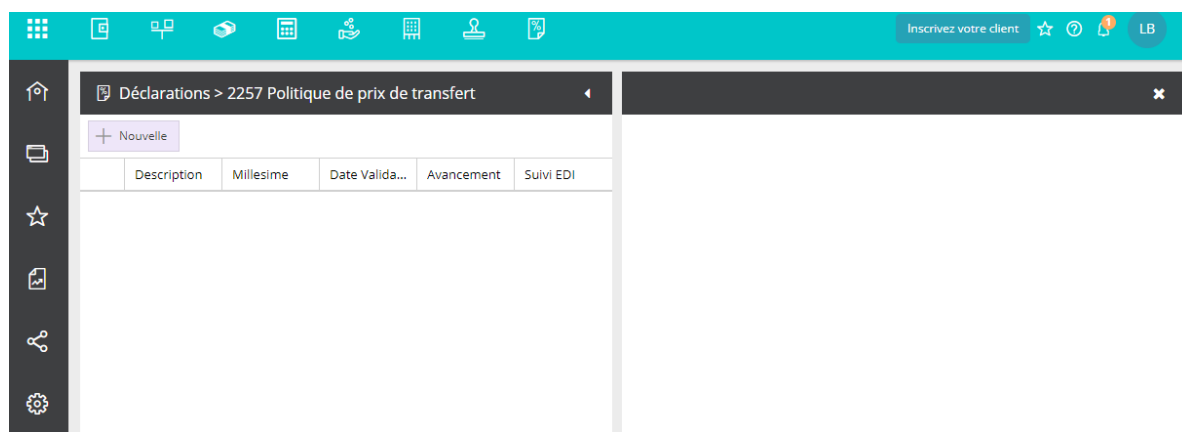 Inscrivez votre client
1
LB
Déclarations > 2257 Politique de prix de transfert
Nouvelle
Description Millesime Date Valida... Avancement Suivi EDI